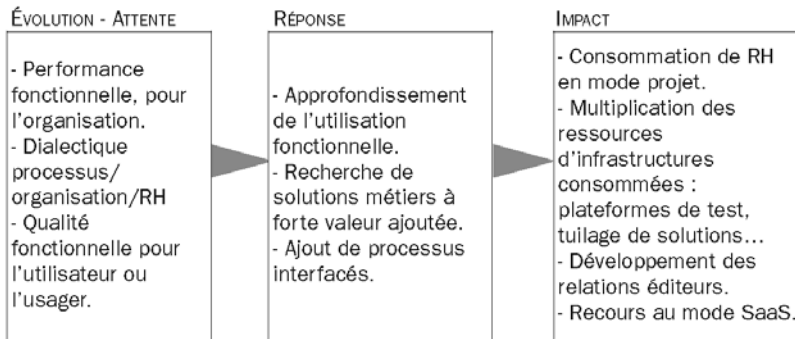 ÉVOLUTION - ATTENTE
- Performance
fonctionnelle, pour
l'organisation.
- Dialectique
processus/
organisation/RH
- Qualité
fonctionnelle pour
l'utilisateur ou
l'usager.
RÉPONSE
- Approfondissement
de l'utilisation
fonctionnelle.
- Recherche de
solutions métiers à
forte valeur ajoutée.
- Ajout de processus
interfacés.
IMPACT
- Consommation de RH
en mode projet.
- Multiplication des
ressources
d'infrastructures
consommées :
plateformes de test,
tuilage de solutions…
- Développement des
relations éditeurs.
- Recours au mode SaaS.